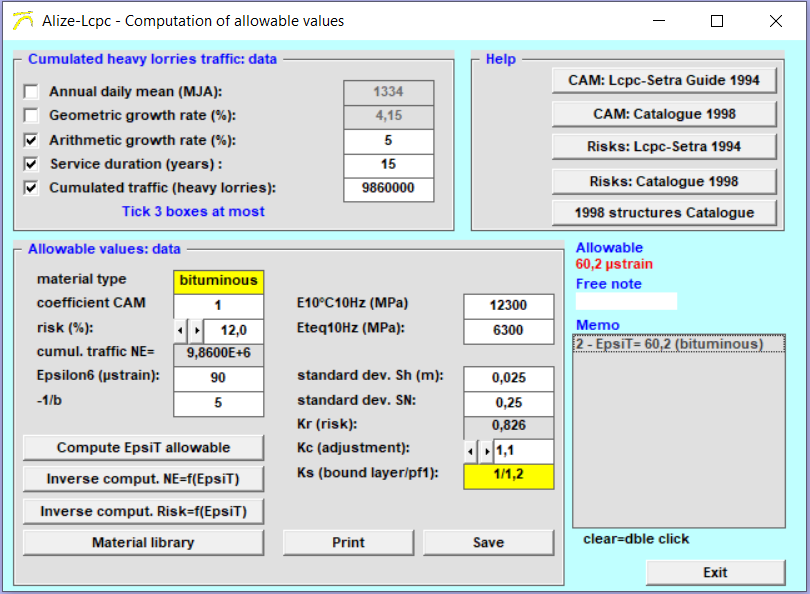 Alize-Lcpc - Computation of allowable values
Cumulated heavy lorries traffic: data
Annual daily mean (MJA): 1334
Geometric growth rate (%): 4,15
Arithmetic growth rate (%): 5
Service duration (years) : 15
Cumulated traffic (heavy lorries): 9860000
Tick 3 boxes at most
Help
CAM: Lcpc-Setra Guide 1994
CAM: Catalogue 1998
Risks: Lcpc-Setra 1994
Risks: Catalogue 1998
1998 structures Catalogue
Allowable values: data
material type bituminous
coefficient CAM 1
risk (%): 12,0
cumul. traffic NE= 9,8600E+6
Epsilon6 (µstrain): 90
-1/b 5
E10°C10Hz (MPa) 12300
Eteq10Hz (MPa): 6300
standard dev. Sh (m): 0,025
standard dev. SN: 0,25
Kr (risk): 0,826
Kc (adjustment): 1,1
Ks (bound layer/pf1): 1/1,2
Compute EpsiT allowable
Inverse comput. NE=f(EpsiT)
Inverse comput. Risk=f(EpsiT)
Material library
Print
Save
Allowable
60,2 µstrain
Free note
Memo
2 - EpsiT= 60,2 (bituminous)
clear=dble click
Exit